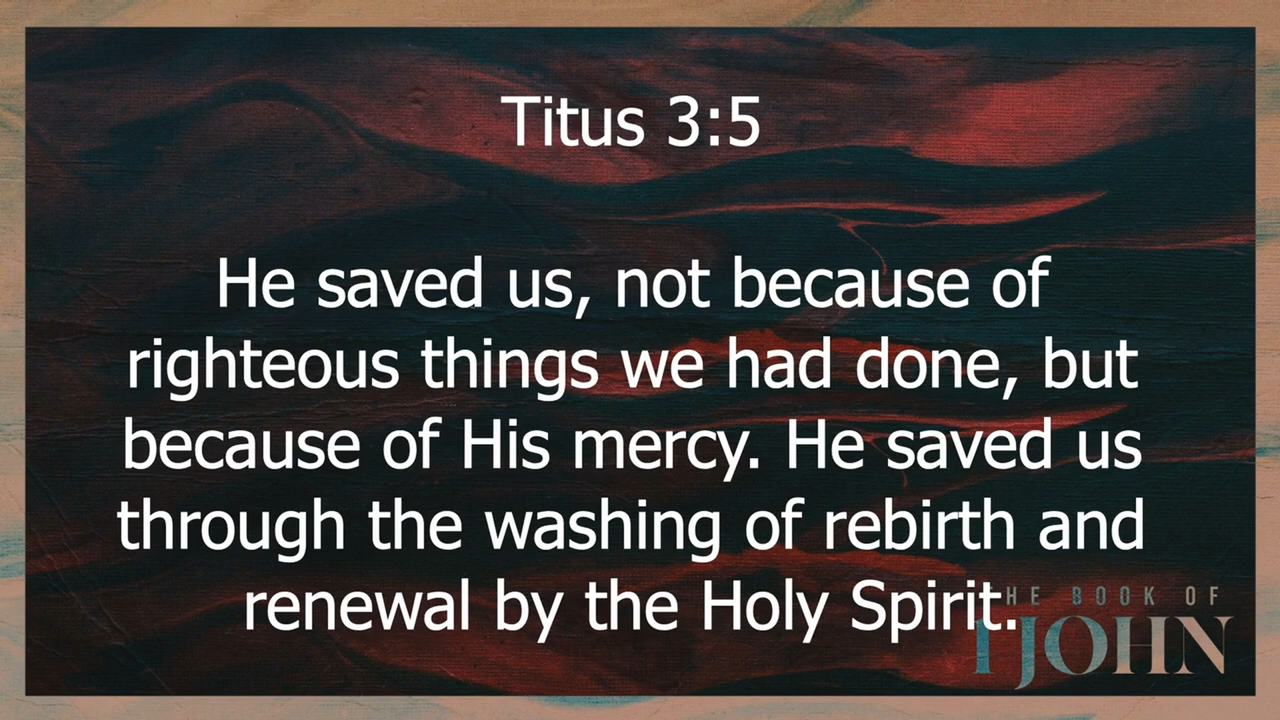 Titus 3:5
He saved us, not because of
righteous things we had done, but
because of His mercy. He saved us
through the washing of rebirth and
renewal by the Holy Spirit.
HE BOOK OF
1 JOHN